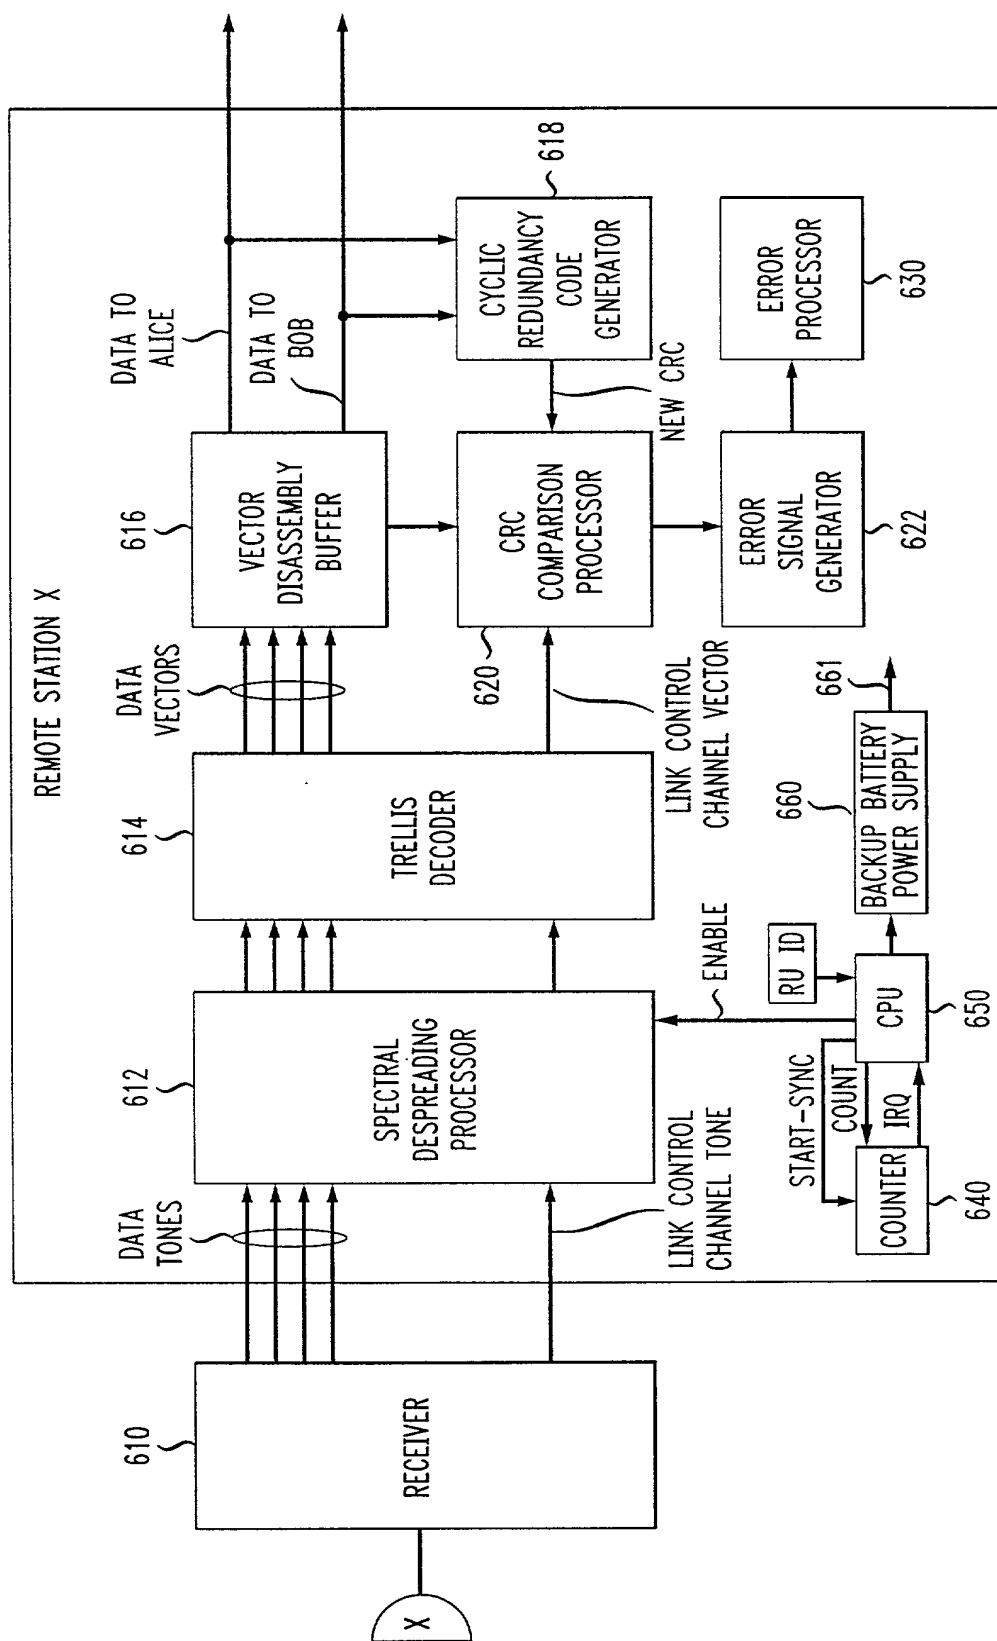 REMOTE STATION X
X
610
RECEIVER
DATA
TONES
LINK CONTROL
CHANNEL TONE
612
SPECTRAL
DESPREADING
PROCESSOR
614
TRELLIS
DECODER
DATA
VECTORS
LINK CONTROL
CHANNEL VECTOR
616
VECTOR
DISASSEMBLY
BUFFER
DATA TO
ALICE
DATA TO
BOB
620
CRC
COMPARISON
PROCESSOR
NEW CRC
CYCLIC
REDUNDANCY
CODE
GENERATOR
618
ERROR
SIGNAL
GENERATOR
622
ERROR
PROCESSOR
630
START-SYNC
COUNT
IRQ
COUNTER
640
ENABLE
RU ID
CPU
650
660
BACKUP BATTERY
POWER SUPPLY
661